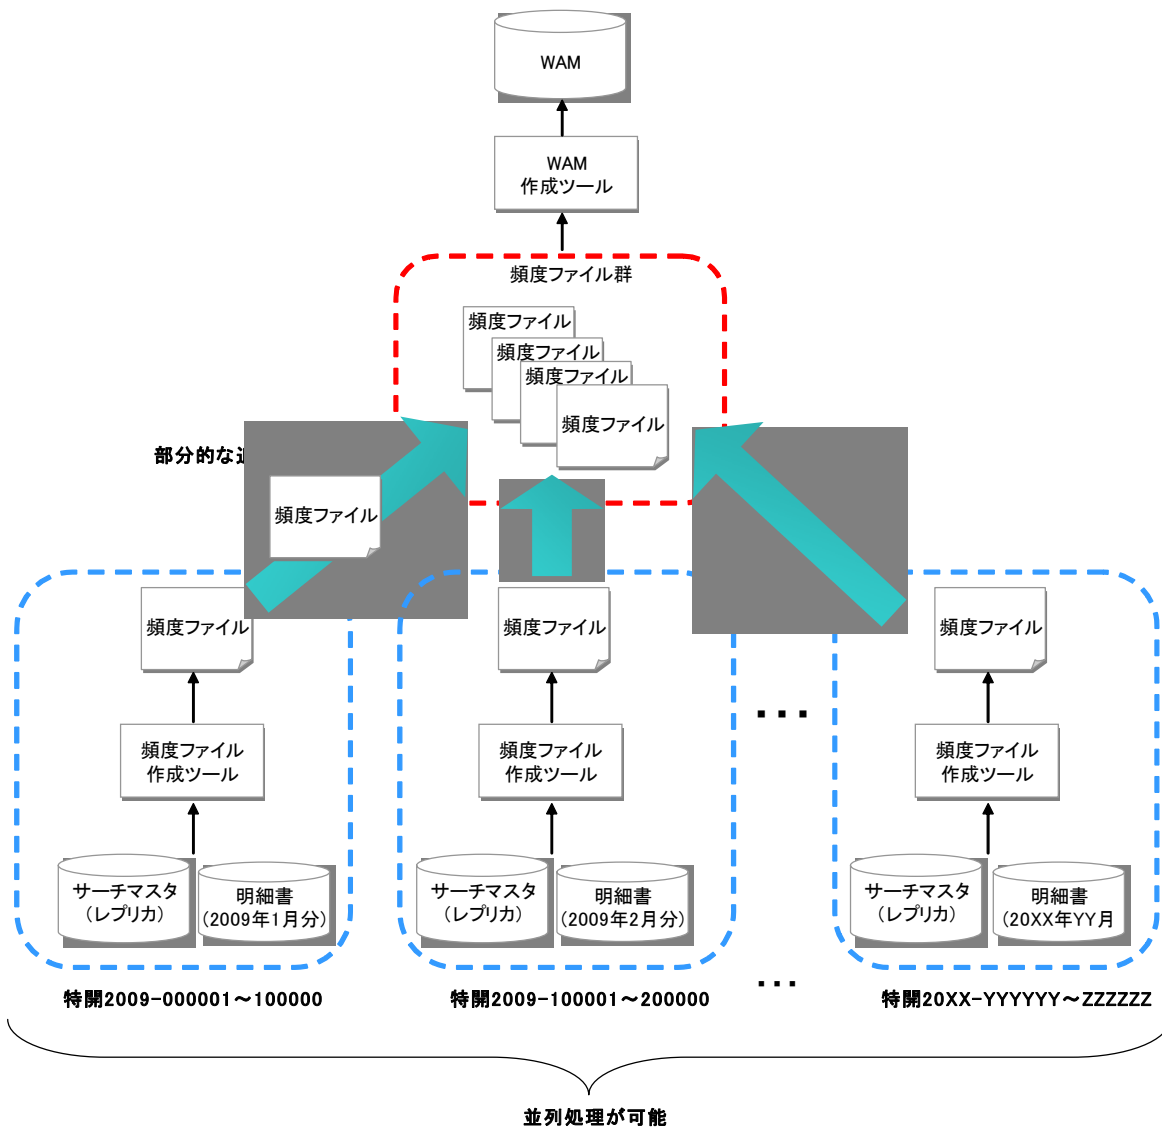 WAM
WAM
作成ツール
頻度ファイル群
頻度ファイル
頻度ファイル
頻度ファイル
頻度ファイル
部分的な
頻度ファイル
頻度ファイル
頻度ファイル
頻度ファイル
頻度ファイル
作成ツール
頻度ファイル
作成ツール
頻度ファイル
作成ツール
サーチマスタ
(レプリカ)
明細書
(2009年1月分)
サーチマスタ
(レプリカ)
明細書
(2009年2月分)
サーチマスタ
(レプリカ)
明細書
(20XX年YY月
特開2009-000001～100000
特開2009-100001～200000
...
特開20XX-YYYYYY～ZZZZZZ
並列処理が可能